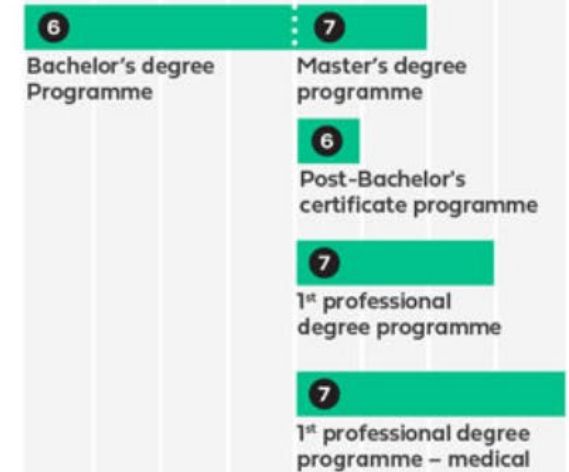 6 7
Bachelor's degree
Programme
Master's degree
programme
6
Post-Bachelor's
certificate programme
7
1st professional
degree programme
7
1st professional degree
programme – medical